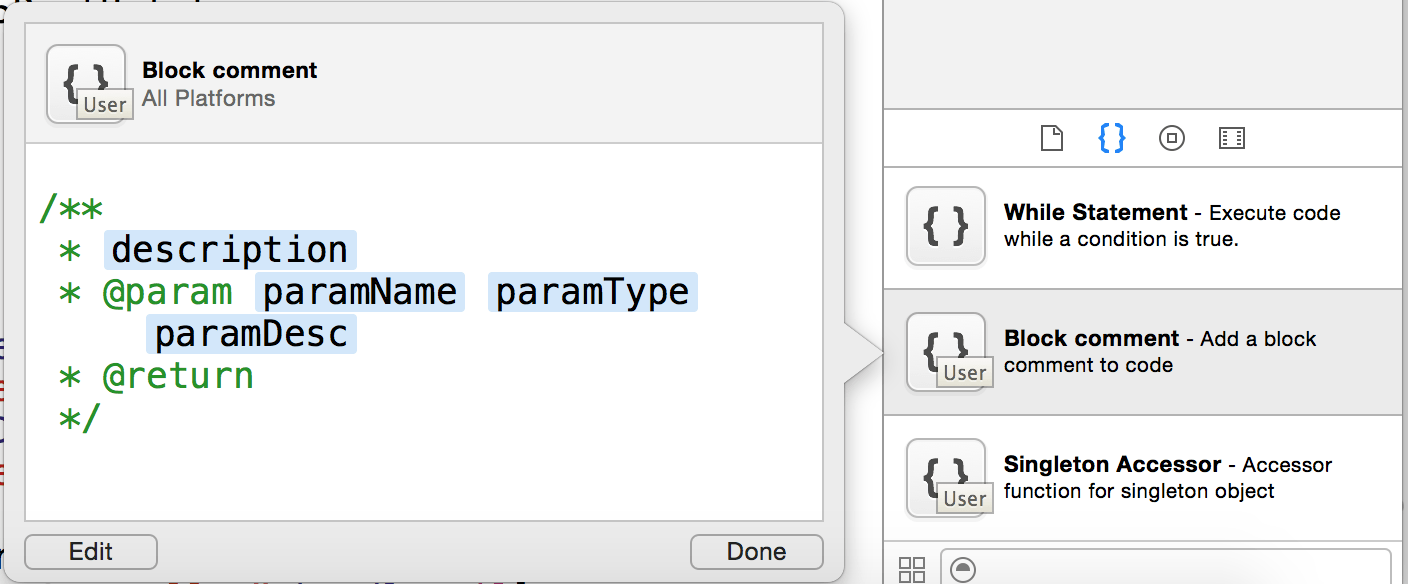 Block comment
User
All Platforms
/**
* description
* @param paramName paramType
paramDesc
* @return
*/
Edit
Done
While Statement - Execute code
while a condition is true.
Block comment - Add a block
User
comment to code
Singleton Accessor - Accessor
User
function for singleton object